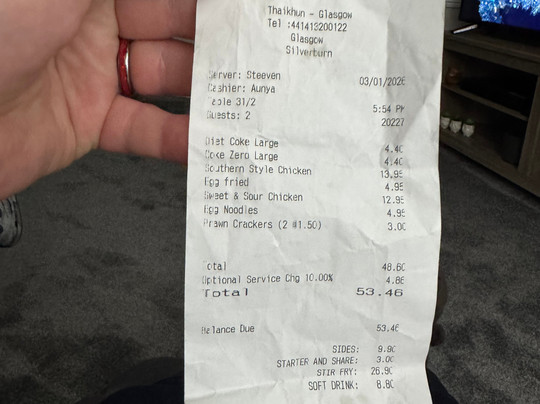 Thaikhun - Glasgow
Tel :441413200122
Glasgow
Silverburn
Server: Steeven 03/01/2026
Cashier: Aunya
Table 31/2 5:54 PM
Guests: 2 20227
Diet Coke Large 4.40
Coke Zero Large 4.40
Southern Style Chicken 13.95
Egg fried 4.95
Sweet & Sour Chicken 12.95
Egg Noodles 4.95
Prawn Crackers (2 @1.50) 3.00
Total 48.60
Optional Service Chg 10.00% 4.86
Total 53.46
Balance Due 53.46
SIDES: 9.90
STARTER AND SHARE: 3.00
STIR FRY: 26.90
SOFT DRINK: 8.80